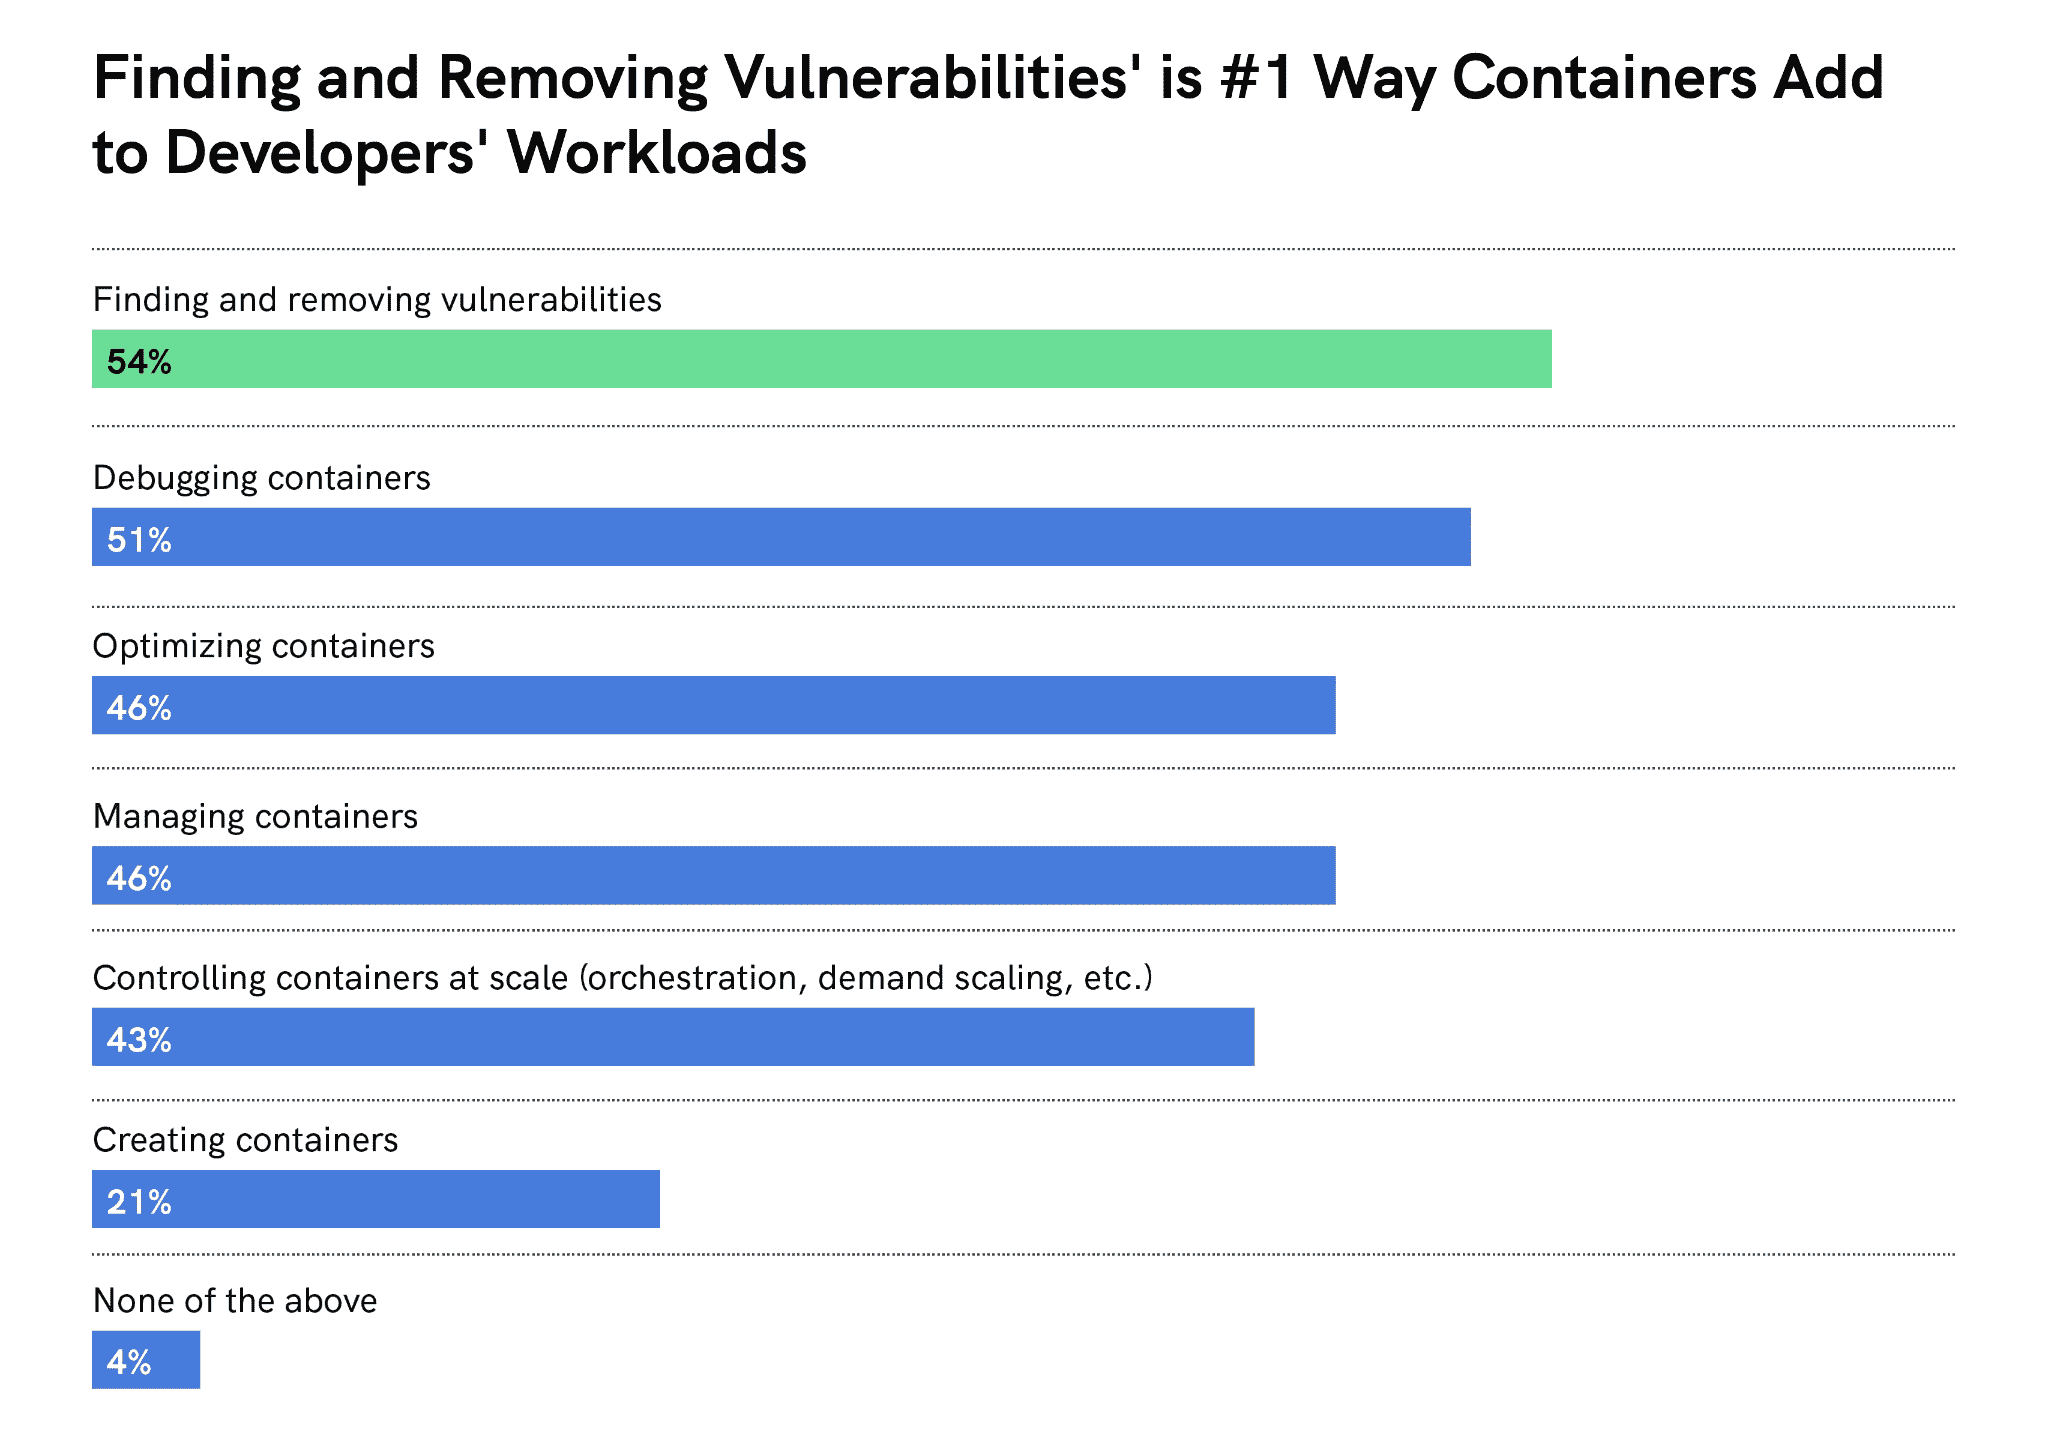 Finding and Removing Vulnerabilities' is #1 Way Containers Add
to Developers' Workloads
Finding and removing vulnerabilities
54%
Debugging containers
51%
Optimizing containers
46%
Managing containers
46%
Controlling containers at scale (orchestration, demand scaling, etc.)
43%
Creating containers
21%
None of the above
4%